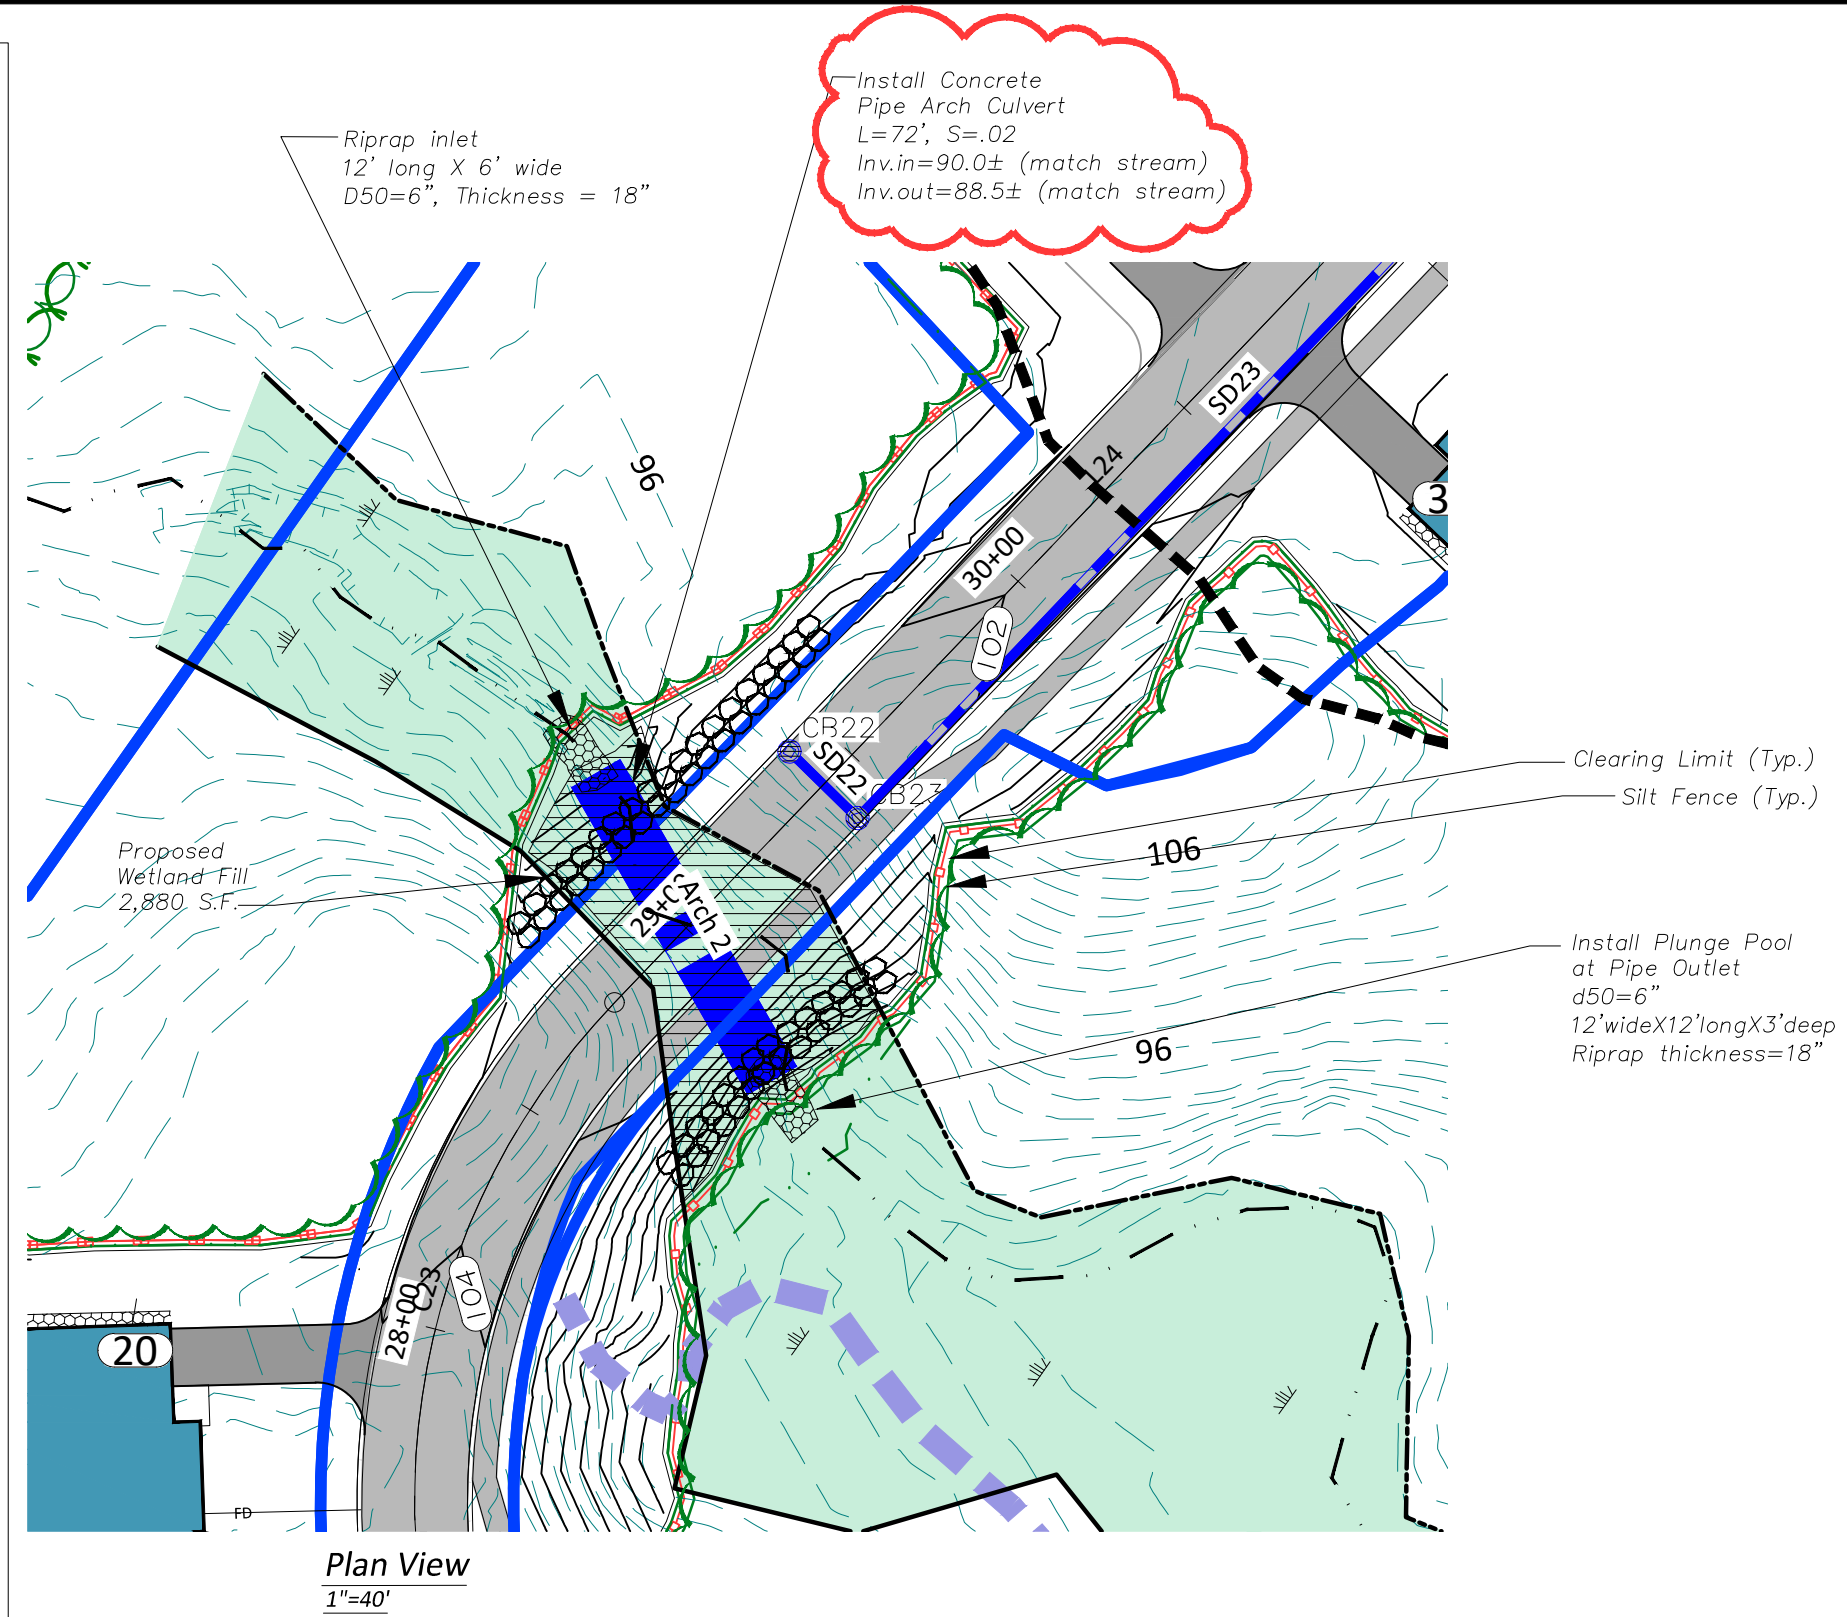 Install Concrete
Pipe Arch Culvert
L=72', S=.02
Inv.in=90.0± (match stream)
Inv.out=88.5± (match stream)
Riprap inlet
12' long X 6' wide
D50=6", Thickness = 18"
96
SD23
124
3
30+00
102
CB22
SD22
CB23
Clearing Limit (Typ.)
Silt Fence (Typ.)
106
Proposed
Wetland Fill
2,880 S.F.
Arch 2
Install Plunge Pool
at Pipe Outlet
d50=6"
12'wideX12'longX3'deep
Riprap thickness=18"
96
28+00
104
20
FD
Plan View
1"=40'